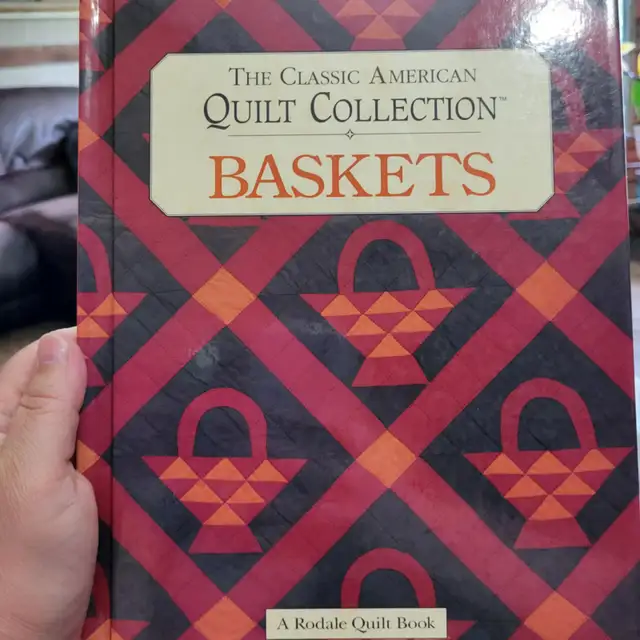 The Classic American
Quilt Collection™
Baskets
A Rodale Quilt Book